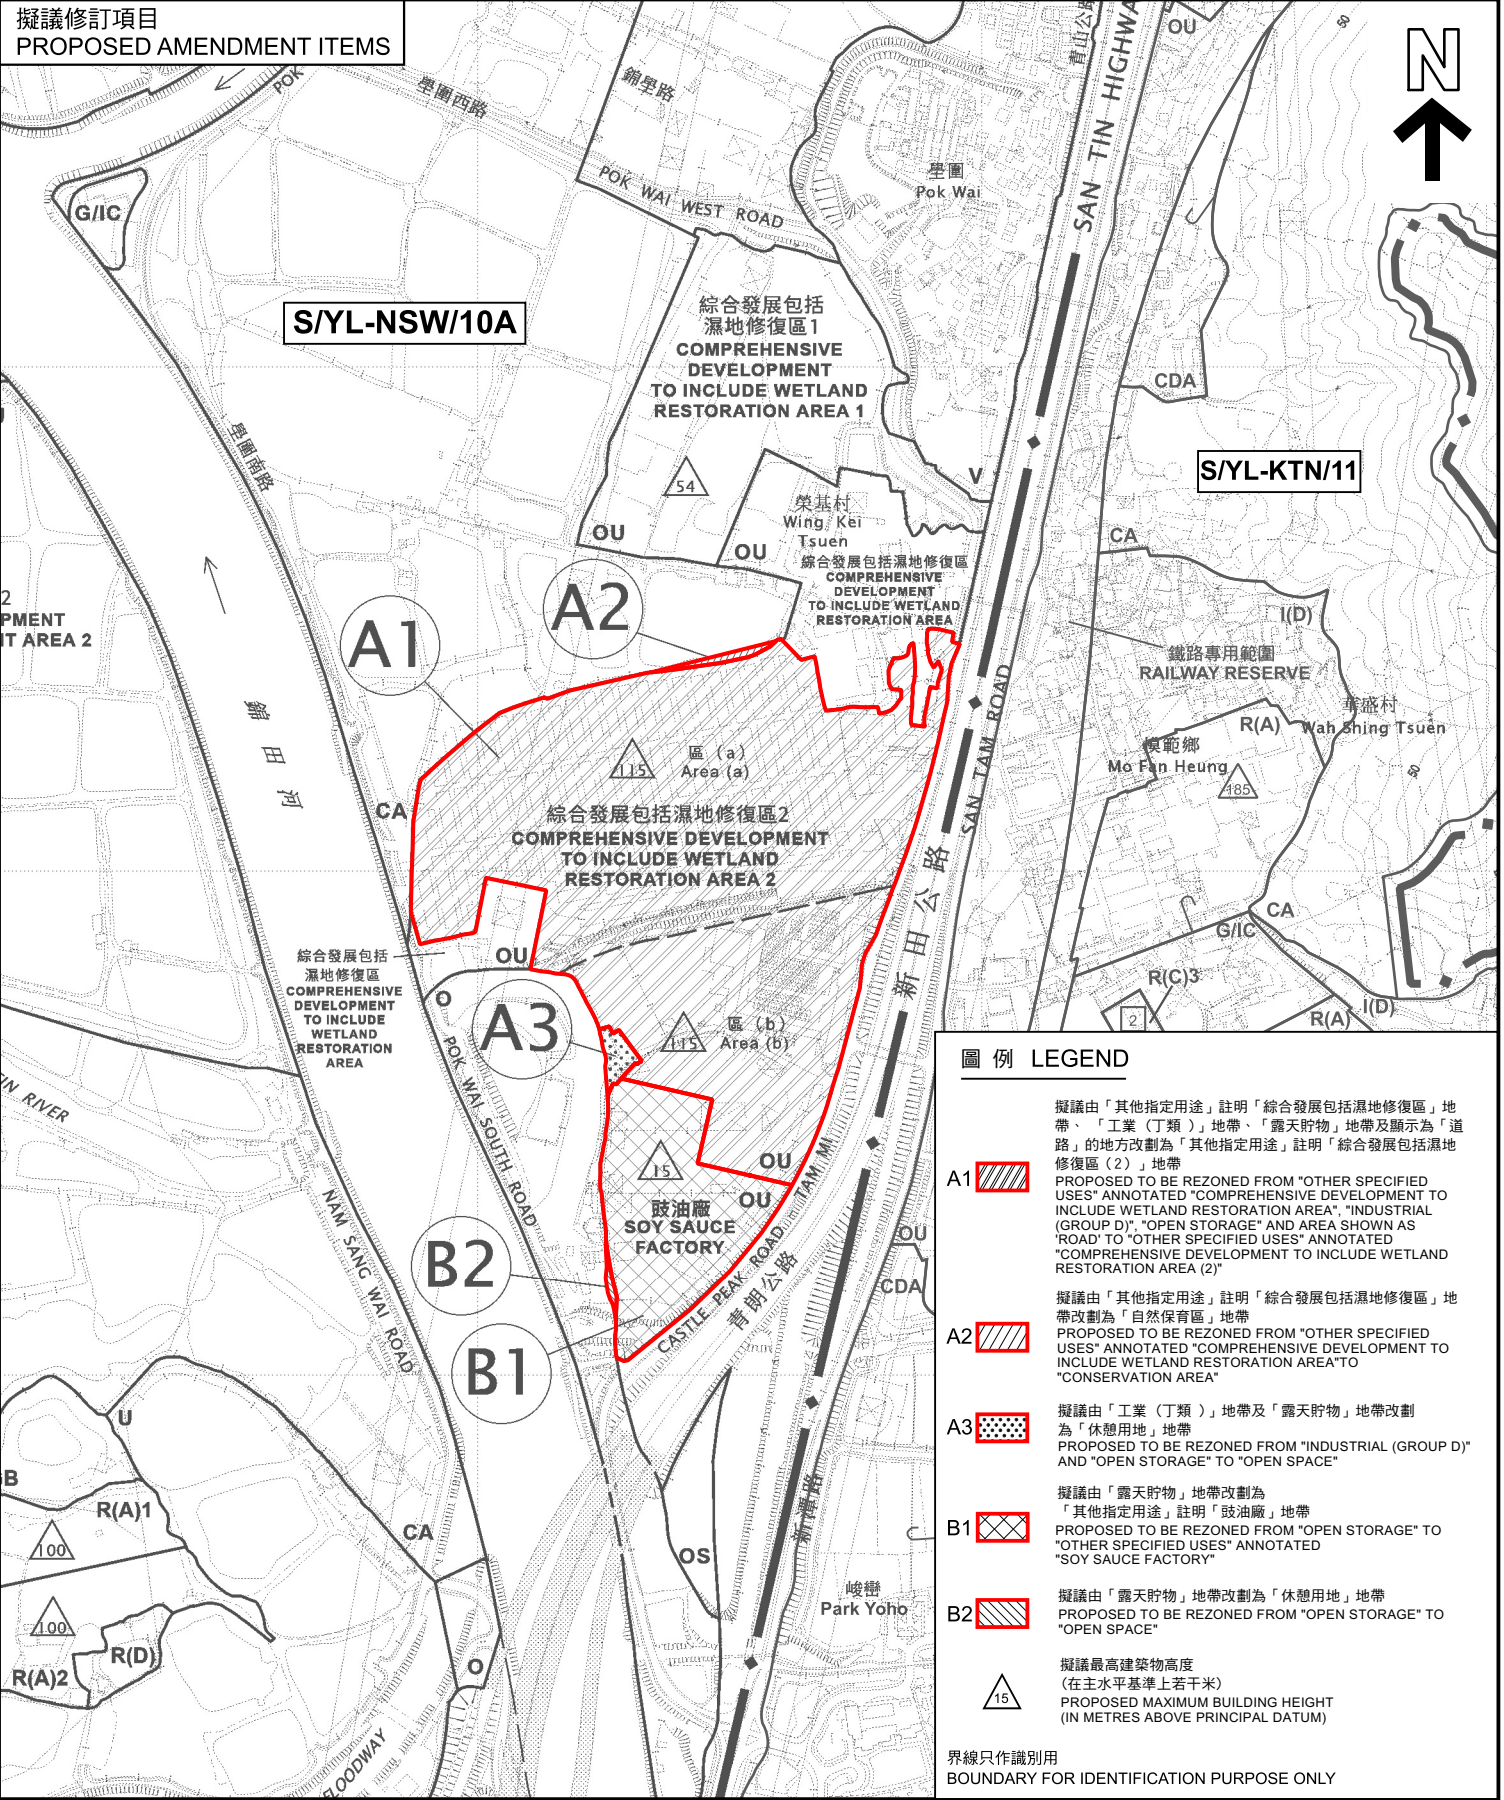 擬議修訂項目
PROPOSED AMENDMENT ITEMS
N
SAN TIN HIGHWA
青山公路
OU
50
POK
壆圍西路
錦壆路
壆圍
Pok Wai
POK WAI WEST ROAD
G/IC
S/YL-NSW/10A
綜合發展包括
濕地修復區1
COMPREHENSIVE
DEVELOPMENT
TO INCLUDE WETLAND
RESTORATION AREA 1
54
CDA
S/YL-KTN/11
壆圍南路
V
榮基村
Wing Kei
Tsuen
OU
OU
CA
綜合發展包括濕地修復區
COMPREHENSIVE
DEVELOPMENT
TO INCLUDE WETLAND
RESTORATION AREA
2
PMENT
IT AREA 2
A1
A2
I(D)
鐵路專用範圍
RAILWAY RESERVE
錦田河
SAN TAM ROAD
R(A)
華盛村
Wah Shing Tsuen
模範鄉
Mo Fan Heung
185
50
115
區（a）
Area (a)
CA
綜合發展包括濕地修復區2
COMPREHENSIVE DEVELOPMENT
TO INCLUDE WETLAND
RESTORATION AREA 2
新田公路
CA
G/IC
R(C)3
2
R(A)
I(D)
OU
綜合發展包括
濕地修復區
COMPREHENSIVE
DEVELOPMENT
TO INCLUDE
WETLAND
RESTORATION
AREA
O
A3
115
區（b）
Area (b)
POK WAI SOUTH ROAD
IN RIVER
NAM SANG WAI ROAD
15
OU
OU
豉油廠
SOY SAUCE
FACTORY
B2
B1
CASTLE PEAK ROAD TAM MI
青朗公路
OU
CDA
U
GB
R(A)1
100
CA
100
R(D)
R(A)2
O
OS
新潭路
峻巒
Park Yoho
FLOODWAY
圖例 LEGEND
A1
擬議由「其他指定用途」註明「綜合發展包括濕地修復區」地
帶、「工業（丁類）」地帶、「露天貯物」地帶及顯示為「道
路」的地方改劃為「其他指定用途」註明「綜合發展包括濕地
修復區（2）」地帶
PROPOSED TO BE REZONED FROM "OTHER SPECIFIED
USES" ANNOTATED "COMPREHENSIVE DEVELOPMENT TO
INCLUDE WETLAND RESTORATION AREA", "INDUSTRIAL
(GROUP D)", "OPEN STORAGE" AND AREA SHOWN AS
'ROAD' TO "OTHER SPECIFIED USES" ANNOTATED
"COMPREHENSIVE DEVELOPMENT TO INCLUDE WETLAND
RESTORATION AREA (2)"
A2
擬議由「其他指定用途」註明「綜合發展包括濕地修復區」地
帶改劃為「自然保育區」地帶
PROPOSED TO BE REZONED FROM "OTHER SPECIFIED
USES" ANNOTATED "COMPREHENSIVE DEVELOPMENT TO
INCLUDE WETLAND RESTORATION AREA"TO
"CONSERVATION AREA"
A3
擬議由「工業（丁類）」地帶及「露天貯物」地帶改劃
為「休憩用地」地帶
PROPOSED TO BE REZONED FROM "INDUSTRIAL (GROUP D)"
AND "OPEN STORAGE" TO "OPEN SPACE"
B1
擬議由「露天貯物」地帶改劃為
「其他指定用途」註明「豉油廠」地帶
PROPOSED TO BE REZONED FROM "OPEN STORAGE" TO
"OTHER SPECIFIED USES" ANNOTATED
"SOY SAUCE FACTORY"
B2
擬議由「露天貯物」地帶改劃為「休憩用地」地帶
PROPOSED TO BE REZONED FROM "OPEN STORAGE" TO
"OPEN SPACE"
15
擬議最高建築物高度
（在主水平基準上若干米）
PROPOSED MAXIMUM BUILDING HEIGHT
(IN METRES ABOVE PRINCIPAL DATUM)
界線只作識別用
BOUNDARY FOR IDENTIFICATION PURPOSE ONLY